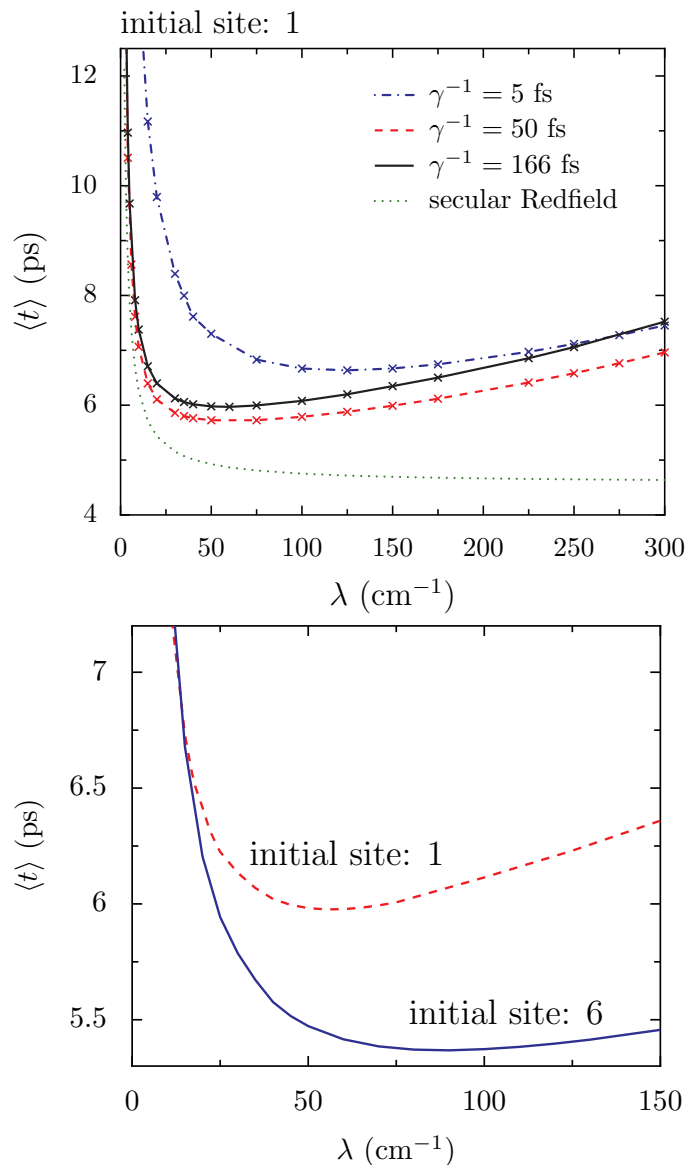 initial site: 1
12
10
8
6
4
⟨t⟩ (ps)
γ⁻¹ = 5 fs
γ⁻¹ = 50 fs
γ⁻¹ = 166 fs
secular Redfield
0 50 100 150 200 250 300
λ (cm⁻¹)
7
6.5
6
5.5
⟨t⟩ (ps)
initial site: 1
initial site: 6
0 50 100 150
λ (cm⁻¹)